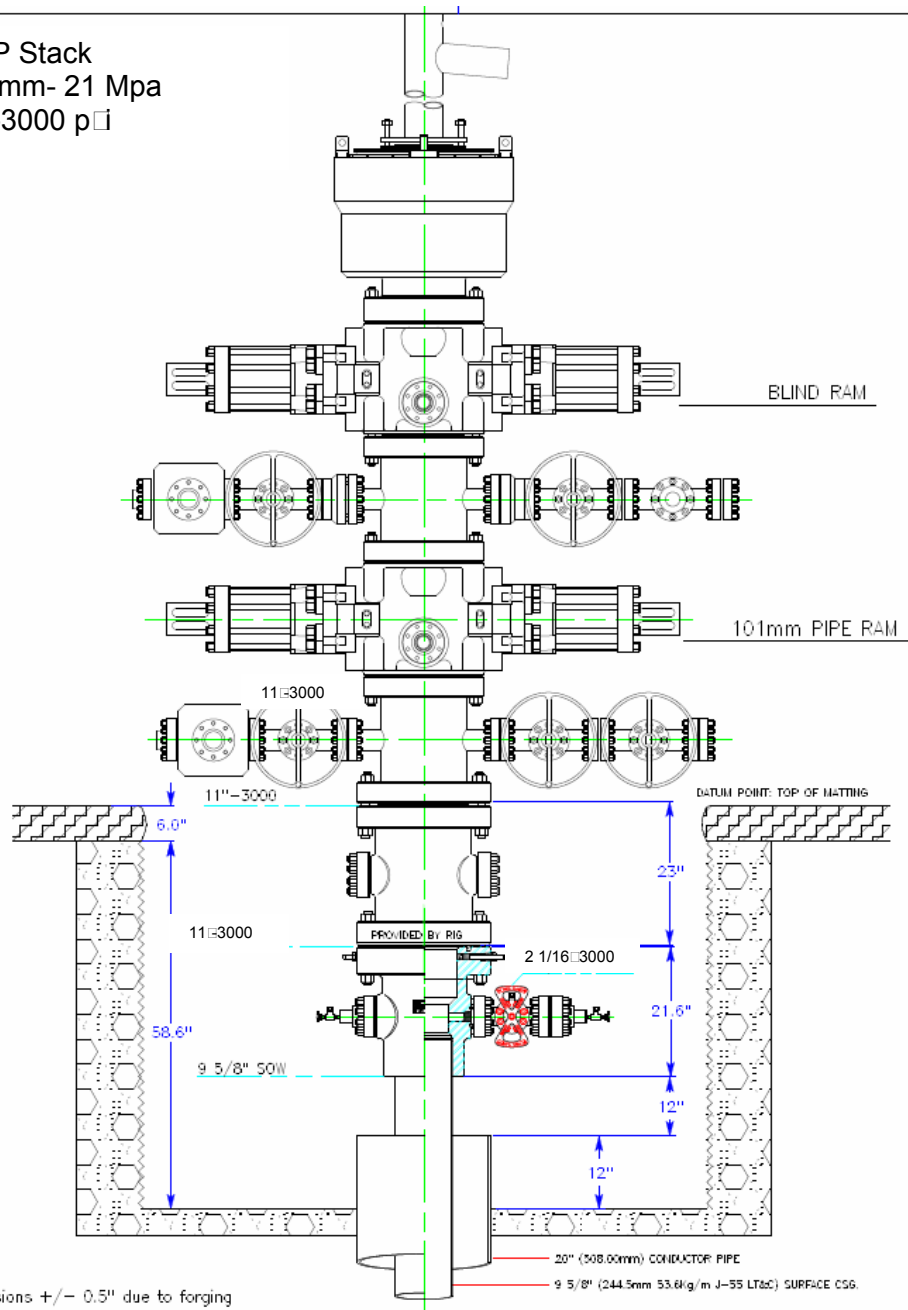 P Stack
mm- 21 Mpa
3000 p□i
BLIND RAM
101mm PIPE RAM
11□-3000
11"-3000
DATUM POINT: TOP OF MATTING
6.0"
23"
PROVIDED BY RIG
11□-3000
2 1/16□3000
58.6"
21.6"
9 5/8" SOW
12"
12"
20" (508.00mm) CONDUCTOR PIPE
9 5/8" (244.5mm 53.6Kg/m J-55 LT&C) SURFACE CSG.
sions +/- 0.5" due to forging